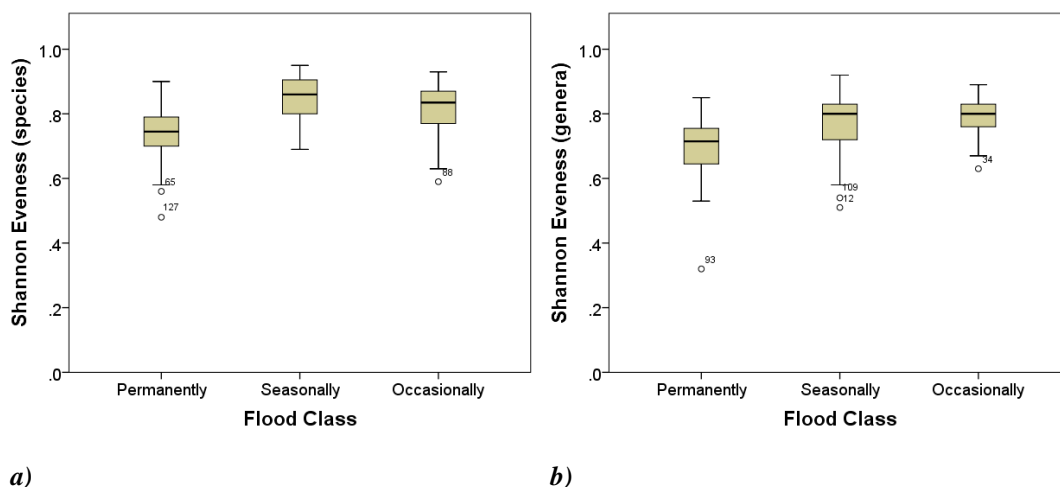 Shannon Eveness (species)
1.0
.8
.6
.4
.2
.0
65
127
88
Permanently
Seasonally
Occasionally
Flood Class
a)
Shannon Eveness (genera)
1.0
.8
.6
.4
.2
.0
93
109
12
34
Permanently
Seasonally
Occasionally
Flood Class
b)